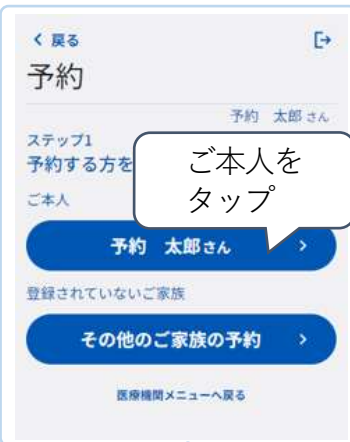 戻る
予約
予約 太郎さん
ステップ1
予約する方を
ご本人を
タップ
ご本人
予約 太郎さん
登録されていないご家族
その他のご家族の予約
医療機関メニューへ戻る